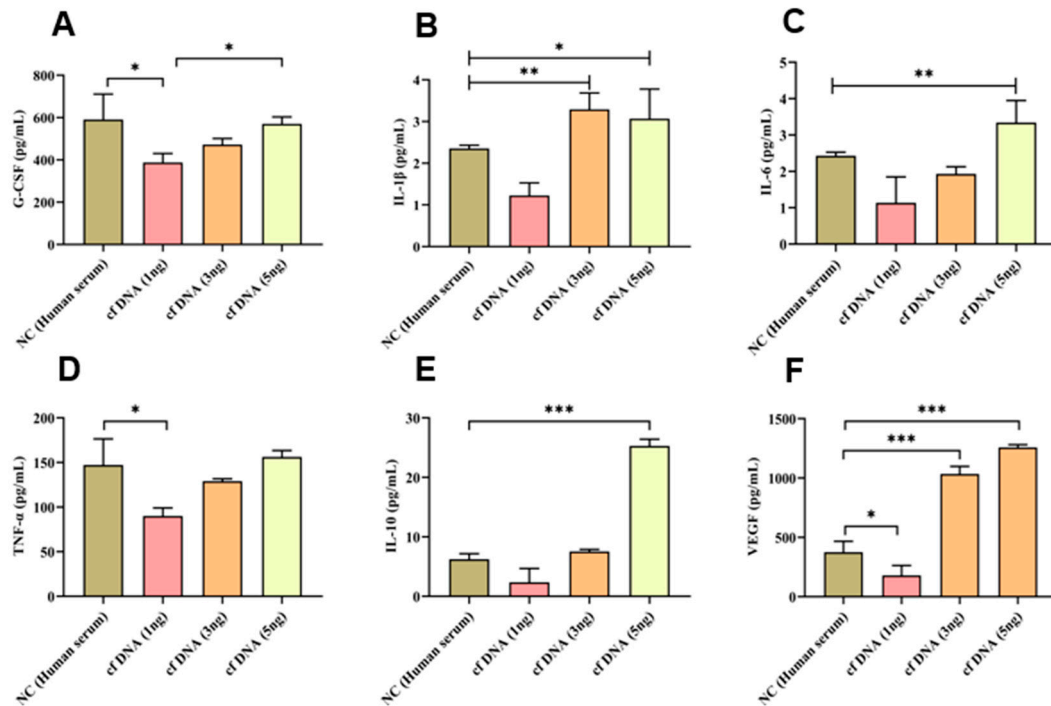 A
B
C
* *
* **
**
G-CSF (pg/mL)
800
600
400
200
0
NC (Human serum)
cf DNA (1ng)
cf DNA (3ng)
cf DNA (5ng)
IL-1β (pg/mL)
4
3
2
1
0
NC (Human serum)
cf DNA (1ng)
cf DNA (3ng)
cf DNA (5ng)
IL-6 (pg/mL)
5
4
3
2
1
0
NC (Human serum)
cf DNA (1ng)
cf DNA (3ng)
cf DNA (5ng)
D
E
F
*
***
*** *** *
TNF-α (pg/mL)
200
150
100
50
0
NC (Human serum)
cf DNA (1ng)
cf DNA (3ng)
cf DNA (5ng)
IL-10 (pg/mL)
30
20
10
0
NC (Human serum)
cf DNA (1ng)
cf DNA (3ng)
cf DNA (5ng)
VEGF (pg/mL)
1500
1000
500
0
NC (Human serum)
cf DNA (1ng)
cf DNA (3ng)
cf DNA (5ng)